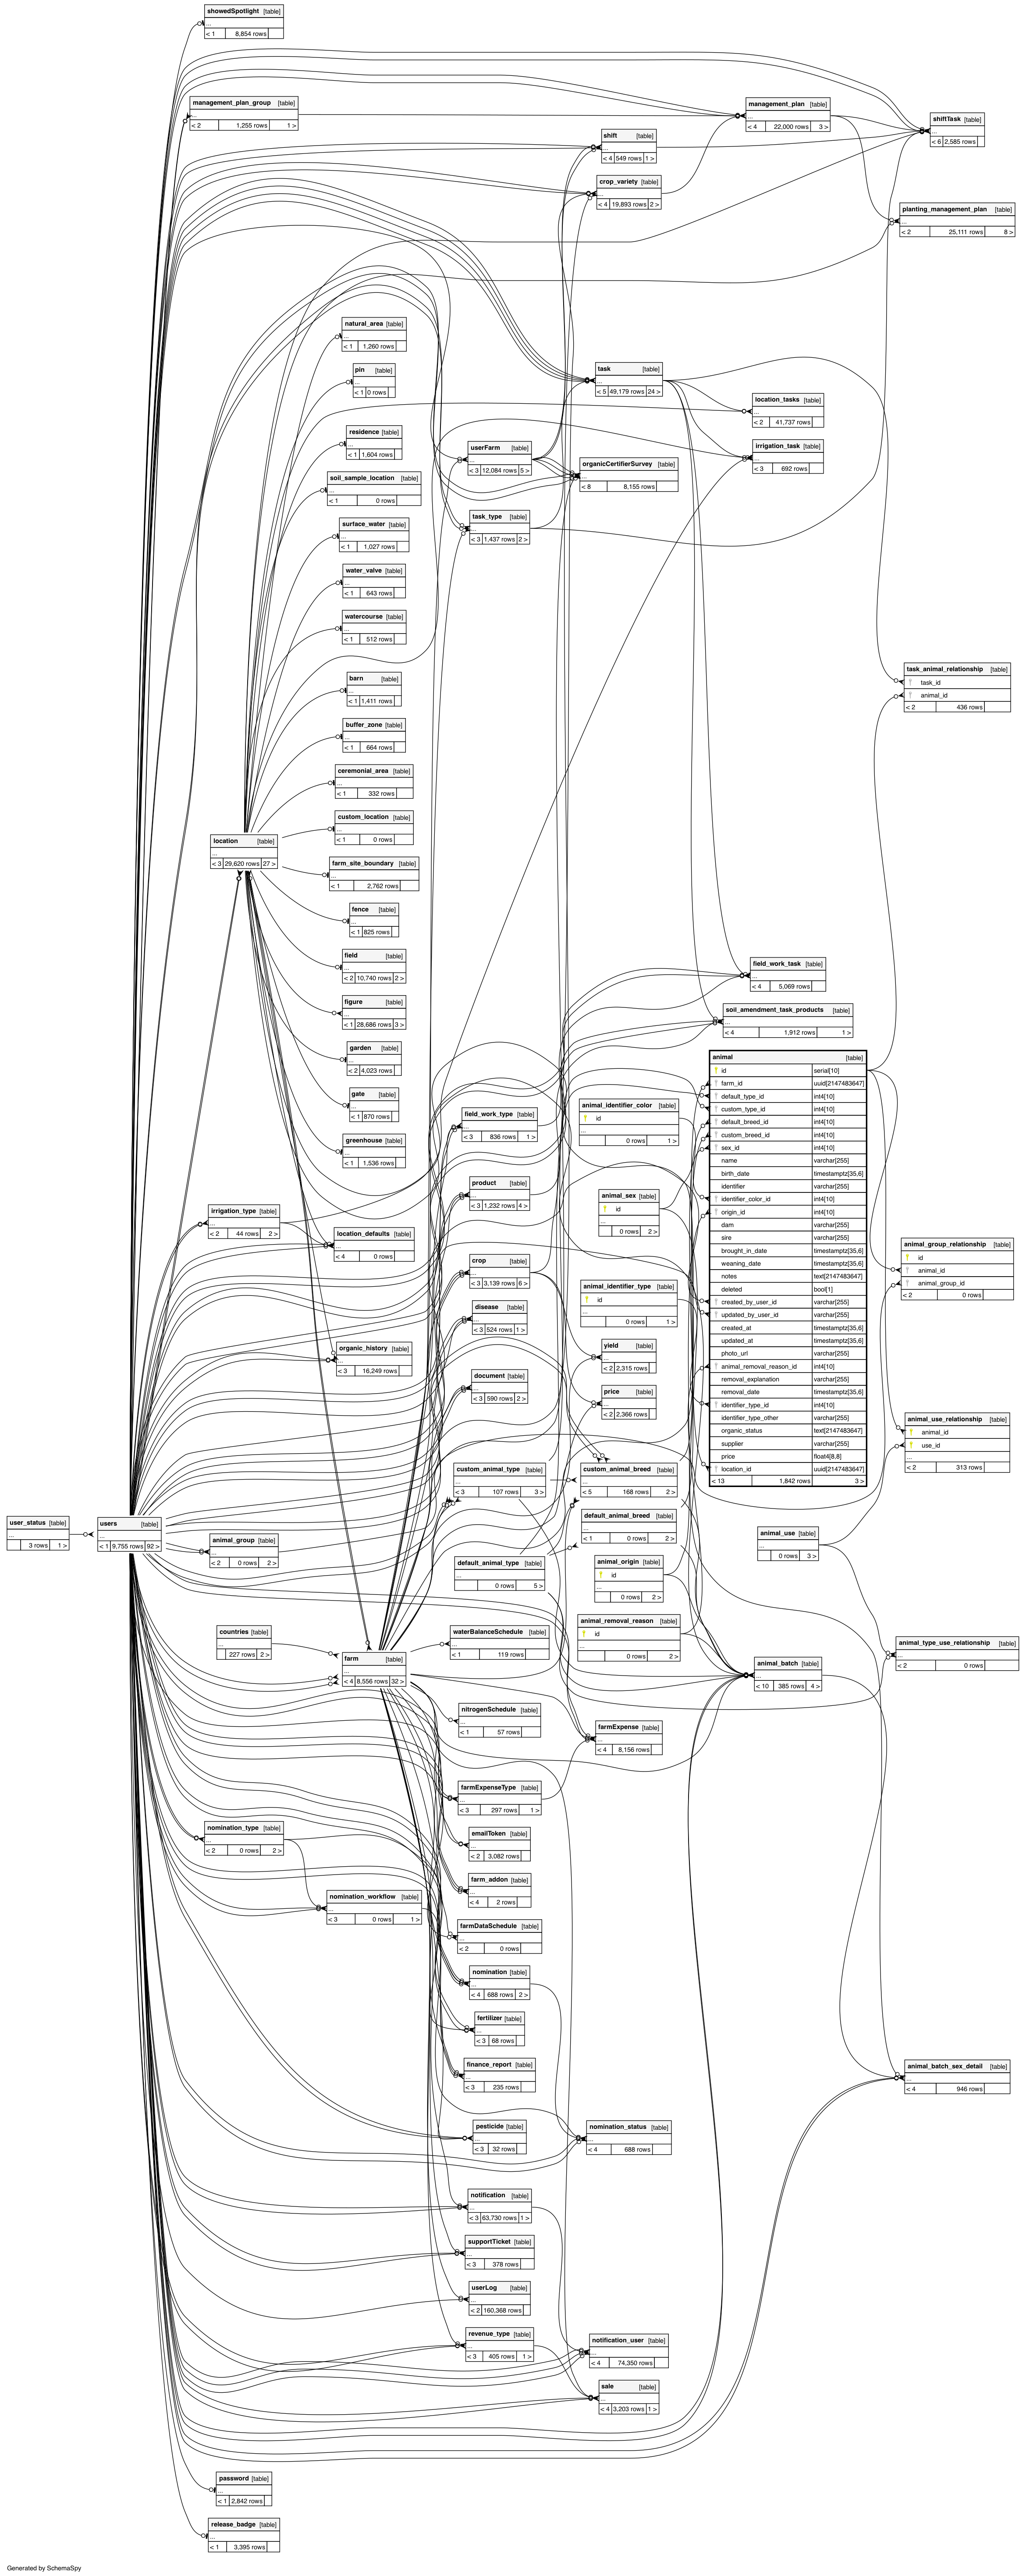 showedSpotlight [table]
...
< 1 8,854 rows
management_plan_group [table]
...
< 2 1,255 rows 1 >
management_plan [table]
...
< 4 22,000 rows 3 >
shiftTask [table]
...
< 6 2,585 rows
shift [table]
...
< 4 549 rows 1 >
crop_variety [table]
...
< 4 19,893 rows 2 >
planting_management_plan [table]
...
< 2 25,111 rows 8 >
natural_area [table]
...
< 1 1,260 rows
pin [table]
...
< 1 0 rows
task [table]
...
< 5 49,179 rows 24 >
location_tasks [table]
...
< 2 41,737 rows
residence [table]
...
< 1 1,604 rows
userFarm [table]
...
< 3 12,084 rows 5 >
irrigation_task [table]
...
< 3 692 rows
organicCertifierSurvey [table]
...
< 8 8,155 rows
soil_sample_location [table]
...
< 1 0 rows
surface_water [table]
...
< 1 1,027 rows
task_type [table]
...
< 3 1,437 rows 2 >
water_valve [table]
...
< 1 643 rows
watercourse [table]
...
< 1 512 rows
barn [table]
...
< 1 1,411 rows
task_animal_relationship [table]
task_id
animal_id
< 2 436 rows
buffer_zone [table]
...
< 1 664 rows
ceremonial_area [table]
...
< 1 332 rows
custom_location [table]
...
< 1 0 rows
location [table]
...
< 3 29,620 rows 27 >
farm_site_boundary [table]
...
< 1 2,762 rows
fence [table]
...
< 1 825 rows
field [table]
...
< 2 10,740 rows 2 >
field_work_task [table]
...
< 4 5,069 rows
figure [table]
...
< 1 28,686 rows 3 >
soil_amendment_task_products [table]
...
< 4 1,912 rows 1 >
garden [table]
...
< 2 4,023 rows
gate [table]
...
< 1 870 rows
greenhouse [table]
...
< 1 1,536 rows
animal [table]
id serial[10]
farm_id uuid[2147483647]
default_type_id int4[10]
custom_type_id int4[10]
default_breed_id int4[10]
custom_breed_id int4[10]
sex_id int4[10]
name varchar[255]
birth_date timestamptz[35,6]
identifier varchar[255]
identifier_color_id int4[10]
origin_id int4[10]
dam varchar[255]
sire varchar[255]
brought_in_date timestamptz[35,6]
weaning_date timestamptz[35,6]
notes text[2147483647]
deleted bool[1]
created_by_user_id varchar[255]
updated_by_user_id varchar[255]
created_at timestamptz[35,6]
updated_at timestamptz[35,6]
photo_url varchar[255]
animal_removal_reason_id int4[10]
removal_explanation varchar[255]
removal_date timestamptz[35,6]
identifier_type_id int4[10]
identifier_type_other varchar[255]
organic_status text[2147483647]
supplier varchar[255]
price float4[8,8]
location_id uuid[2147483647]
< 13 1,842 rows 3 >
animal_identifier_color [table]
id
...
0 rows 1 >
field_work_type [table]
...
< 3 836 rows 1 >
product [table]
...
< 3 1,232 rows 4 >
animal_sex [table]
id
...
0 rows 2 >
irrigation_type [table]
...
< 2 44 rows 2 >
location_defaults [table]
...
< 4 0 rows
animal_group_relationship [table]
id
animal_id
animal_group_id
< 2 0 rows
crop [table]
...
< 3 3,139 rows 6 >
animal_identifier_type [table]
id
...
0 rows 1 >
disease [table]
...
< 3 524 rows 1 >
organic_history [table]
...
< 3 16,249 rows
yield [table]
...
< 2 2,315 rows
document [table]
...
< 3 590 rows 2 >
price [table]
...
< 2 2,366 rows
animal_use_relationship [table]
animal_id
use_id
...
< 2 313 rows
custom_animal_type [table]
...
< 3 107 rows 3 >
custom_animal_breed [table]
...
< 5 168 rows 2 >
user_status [table]
...
3 rows 1 >
users [table]
...
< 1 9,755 rows 92 >
animal_group [table]
...
< 2 0 rows 2 >
default_animal_breed [table]
...
< 1 0 rows 2 >
animal_use [table]
...
0 rows 3 >
default_animal_type [table]
...
0 rows 5 >
animal_origin [table]
id
...
0 rows 2 >
animal_removal_reason [table]
id
...
0 rows 2 >
countries [table]
...
227 rows 2 >
waterBalanceSchedule [table]
...
< 1 119 rows
animal_type_use_relationship [table]
...
< 2 0 rows
farm [table]
...
< 4 8,556 rows 32 >
animal_batch [table]
...
< 10 385 rows 4 >
nitrogenSchedule [table]
...
< 1 57 rows
farmExpense [table]
...
< 4 8,156 rows
farmExpenseType [table]
...
< 3 297 rows 1 >
nomination_type [table]
...
< 2 0 rows 2 >
emailToken [table]
...
< 2 3,082 rows
farm_addon [table]
...
< 4 2 rows
nomination_workflow [table]
...
< 3 0 rows 1 >
farmDataSchedule [table]
...
< 2 0 rows
nomination [table]
...
< 4 688 rows 2 >
fertilizer [table]
...
< 3 68 rows
finance_report [table]
...
< 3 235 rows
animal_batch_sex_detail [table]
...
< 4 946 rows
pesticide [table]
...
< 3 32 rows
nomination_status [table]
...
< 4 688 rows
notification [table]
...
< 3 63,730 rows 1 >
supportTicket [table]
...
< 3 378 rows
userLog [table]
...
< 2 160,368 rows
revenue_type [table]
...
< 3 405 rows 1 >
notification_user [table]
...
< 4 74,350 rows
sale [table]
...
< 4 3,203 rows 1 >
password [table]
...
< 1 2,842 rows
release_badge [table]
...
< 1 3,395 rows
Generated by SchemaSpy